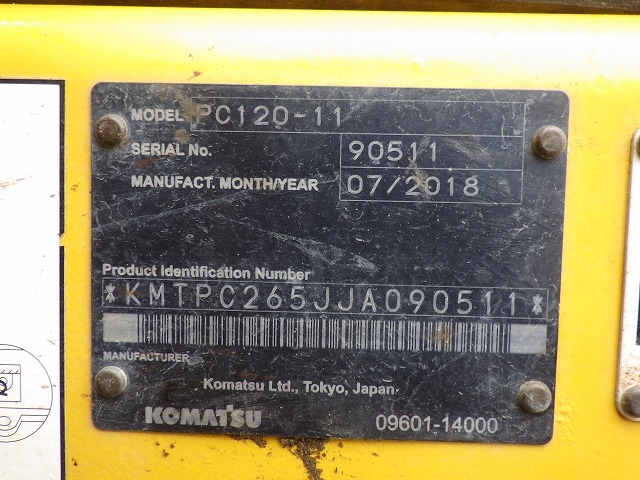 MODEL PC120-11
SERIAL No. 90511
MANUFACT. MONTH/YEAR 07/2018
Product Identification Number
*KMTPC265JJA090511*
MANUFACTURER
Komatsu Ltd., Tokyo, Japan
KOMATSU 09601-14000